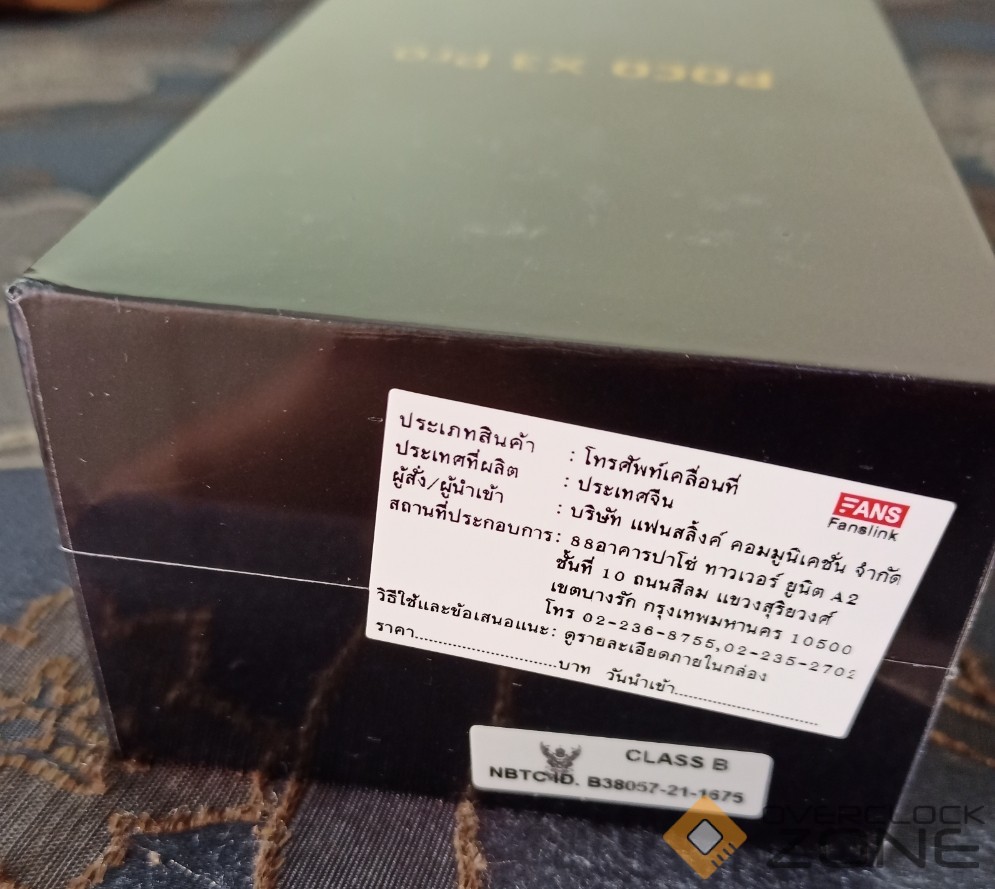 POCO X3 Pro
FANS
Fanslink
ประเภทสินค้า : โทรศัพท์เคลื่อนที่
ประเทศที่ผลิต : ประเทศจีน
ผู้สั่ง/ผู้นำเข้า : บริษัท แฟนสลิ้งค์ คอมมูนิเคชั่น จำกัด
สถานที่ประกอบการ: 88อาคารปาโซ่ ทาวเวอร์ ยูนิต A2
ชั้นที่ 10 ถนนสีลม แขวงสุริยวงศ์
เขตบางรัก กรุงเทพมหานคร 10500
โทร 02-236-8755,02-235-2702
วิธีใช้และข้อเสนอแนะ: ดูรายละเอียดภายในกล่อง
ราคา..............................บาท วันนำเข้า..............................
CLASS B
NBTC ID. B38057-21-1675
OVERCLOCK
ZONE